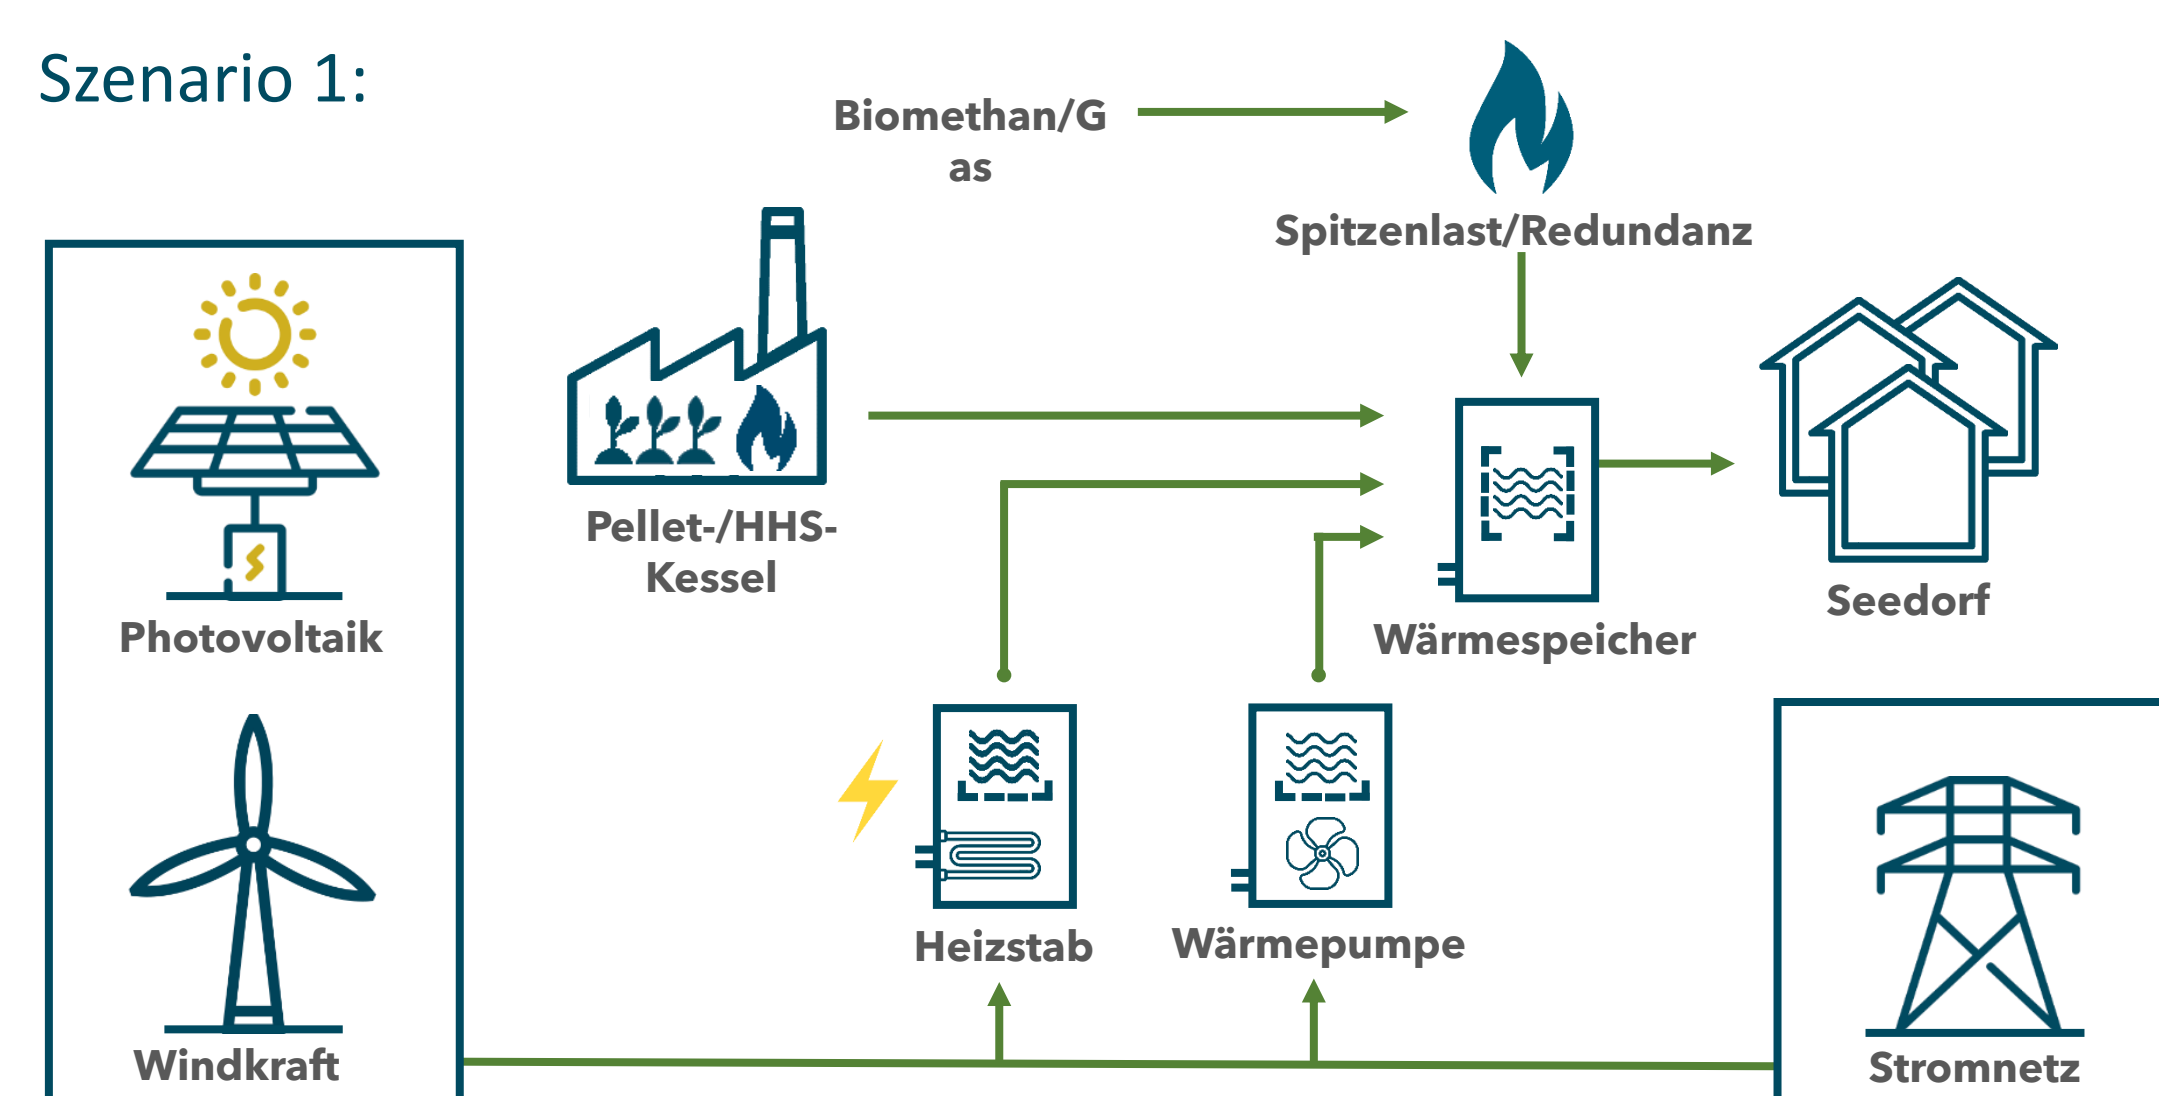 Szenario 1:
Biomethan/G
as
Spitzenlast/Redundanz
Pellet-/HHS-
Kessel
Photovoltaik
Wärmespeicher
Seedorf
Heizstab
Wärmepumpe
Windkraft
Stromnetz